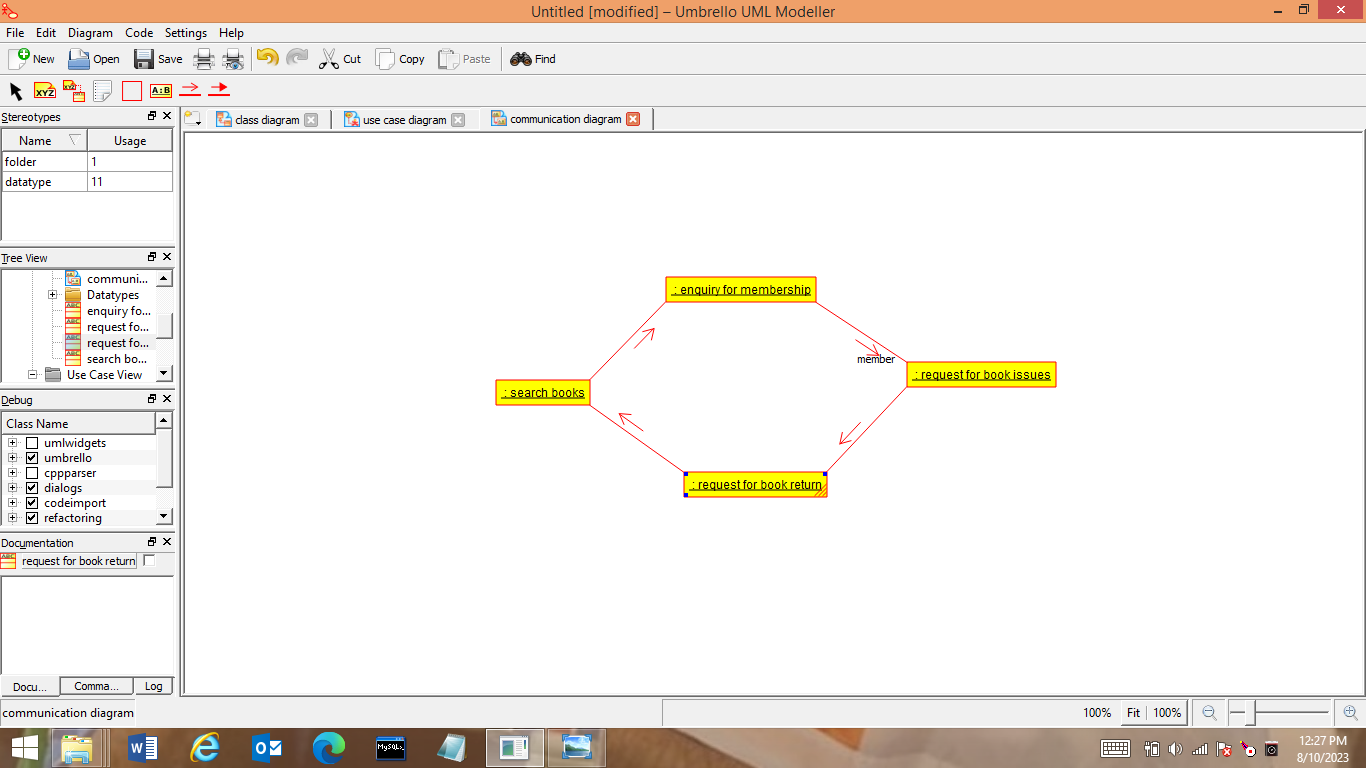 Untitled [modified] – Umbrello UML Modeller
File Edit Diagram Code Settings Help
New Open Save Cut Copy Paste Find
XYZ XYZ A:B
Stereotypes
class diagram use case diagram communication diagram
Name Usage
folder 1
datatype 11
Tree View
communi...
Datatypes
enquiry fo...
request fo...
request fo...
search bo...
Use Case View
: enquiry for membership
member
: request for book issues
: search books
: request for book return
Debug
Class Name
umlwidgets
umbrello
cppparser
dialogs
codeimport
refactoring
Documentation
request for book return
Docu... Comma... Log
communication diagram 100% Fit 100%
MySQL
12:27 PM
8/10/2023